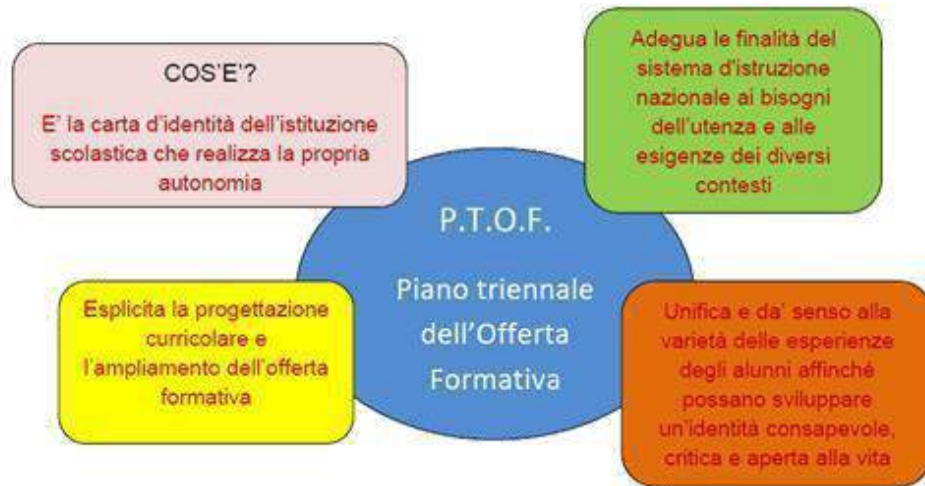 COS'E'?
E' la carta d'identità dell'istituzione
scolastica che realizza la propria
autonomia
Adegua le finalità del
sistema d'istruzione
nazionale ai bisogni
dell'utenza e alle
esigenze dei diversi
contesti
P.T.O.F.
Piano triennale
dell'Offerta
Formativa
Esplicita la progettazione
curricolare e
l'ampliamento dell'offerta
formativa
Unifica e da' senso alla
varietà delle esperienze
degli alunni affinché
possano sviluppare
un'identità consapevole,
critica e aperta alla vita